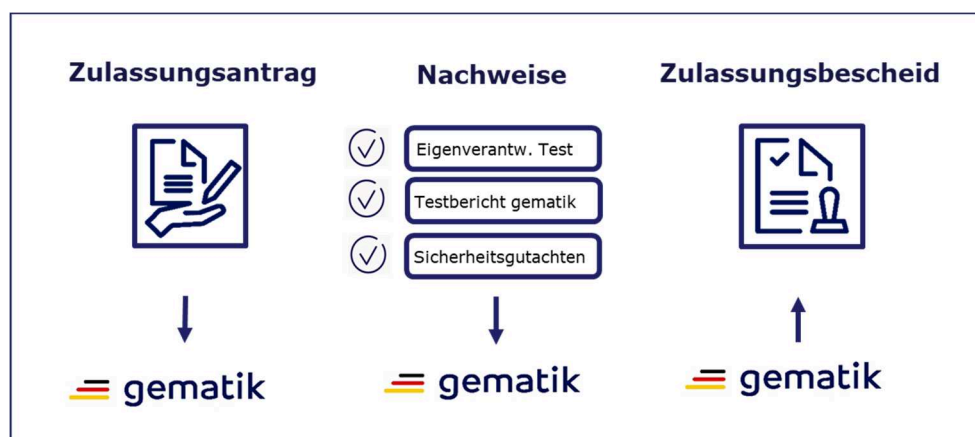 Zulassungsantrag
Nachweise
Zulassungsbescheid
Eigenverantw. Test
Testbericht gematik
Sicherheitsgutachten
gematik
gematik
gematik